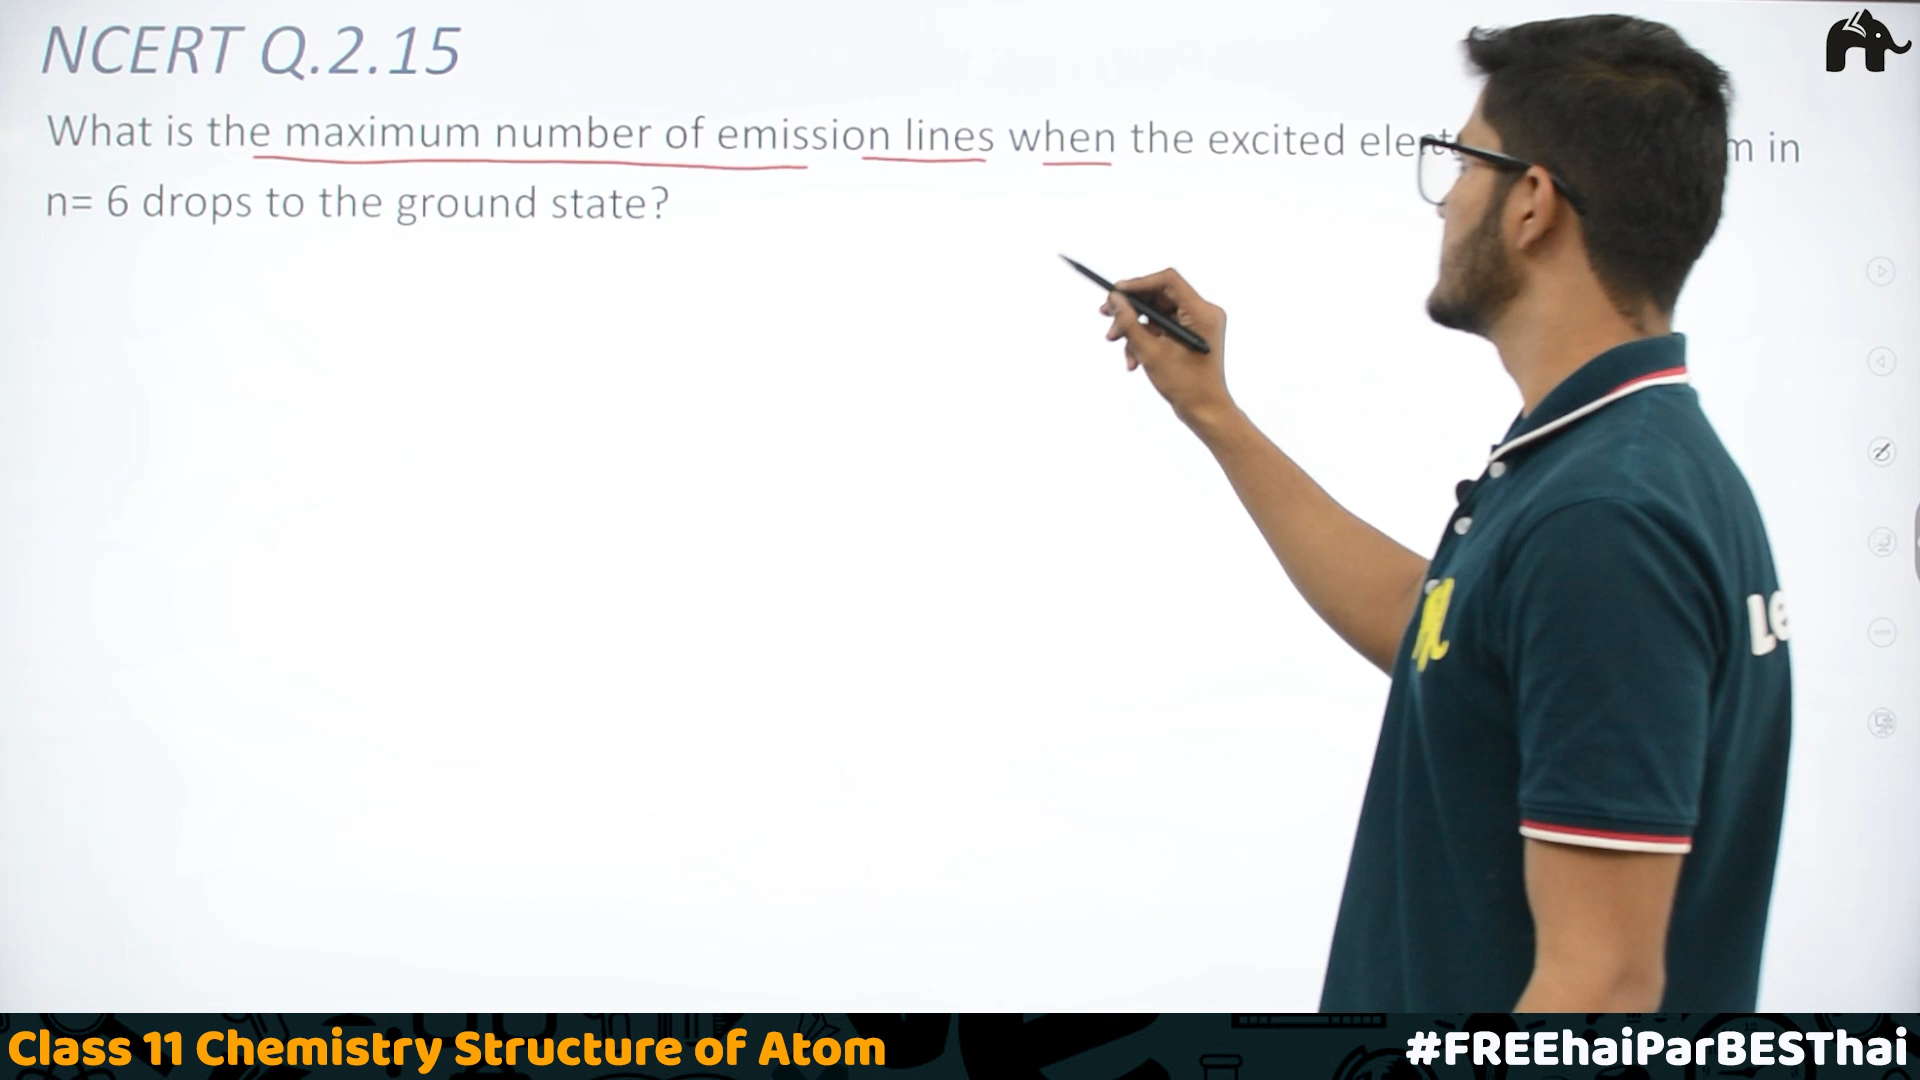 NCERT Q.2.15
What is the maximum number of emission lines when the excited in
n= 6 drops to the ground state?
Le
Class 11 Chemistry Structure of Atom
#FREEhaiParBESThai